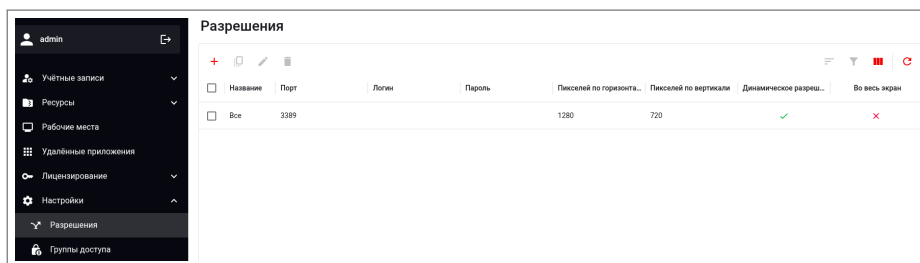 Разрешения
admin
Учётные записи
Ресурсы
Рабочие места
Удалённые приложения
Лицензирование
Настройки
Разрешения
Группы доступа
Название Порт Логин Пароль Пикселей по горизонта... Пикселей по вертикали Динамическое разреш... Во весь экран
Все 3389 1280 720